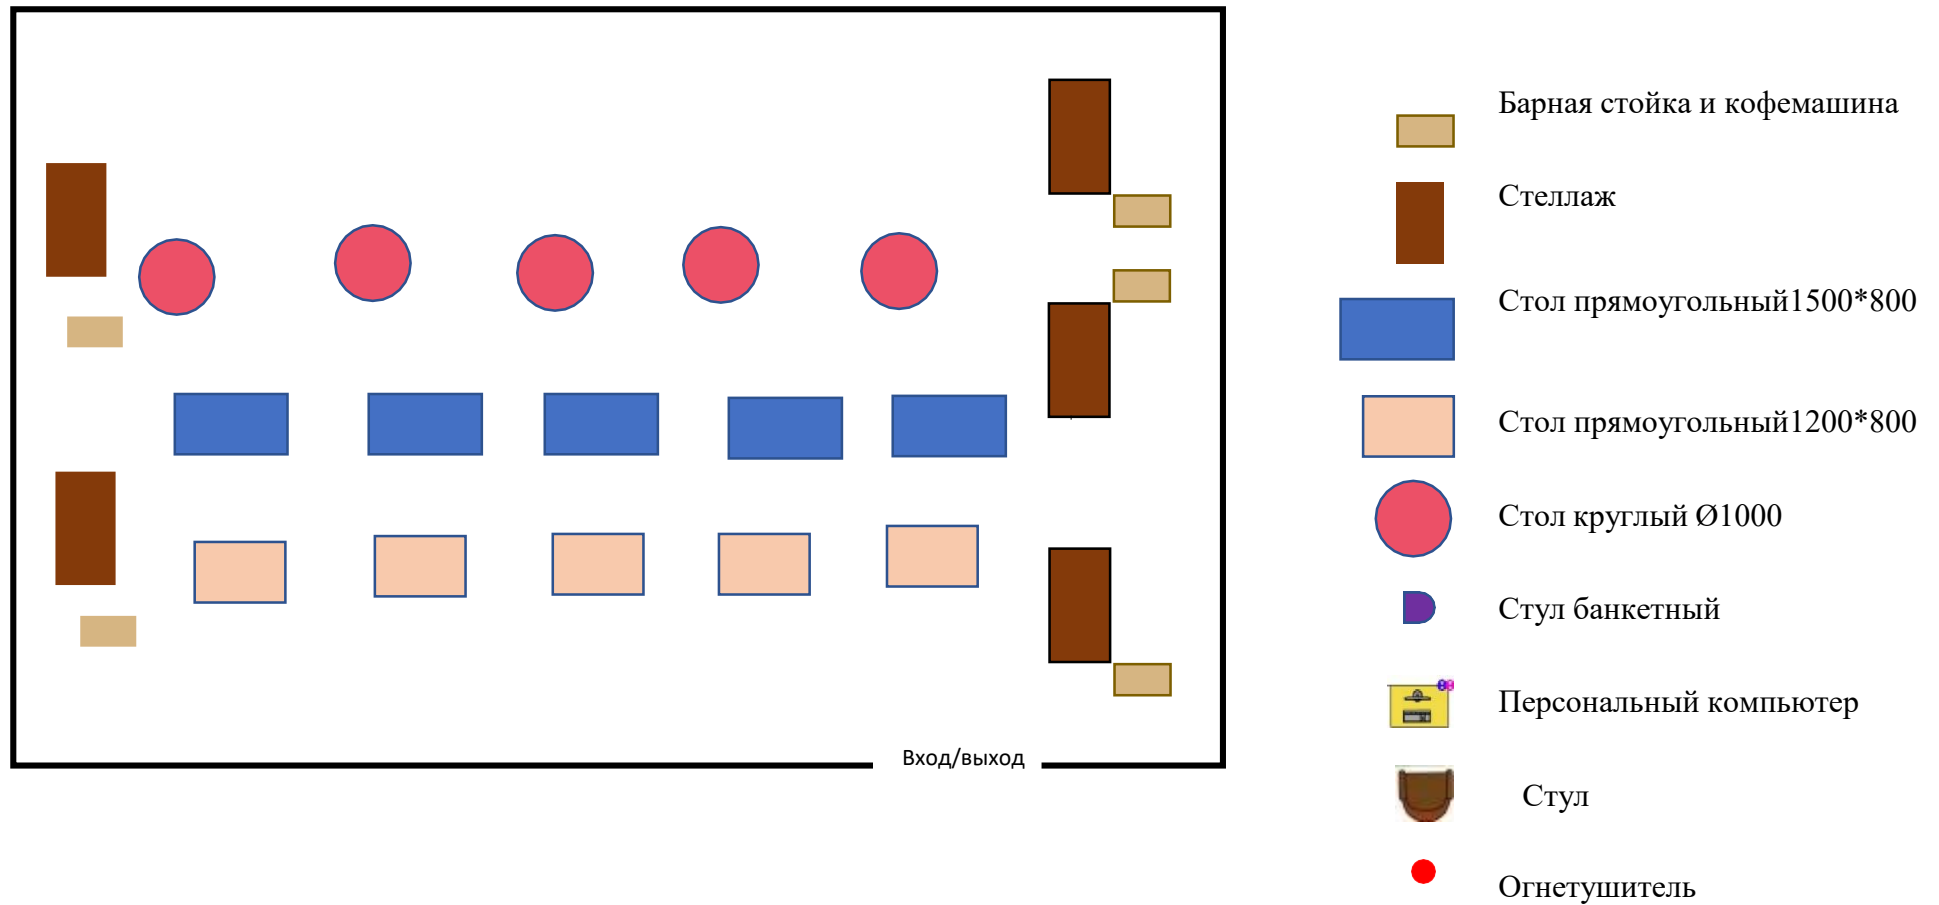 Барная стойка и кофемашина
Стеллаж
Стол прямоугольный1500*800
Стол прямоугольный1200*800
Стол круглый Ø1000
Стул банкетный
Персональный компьютер
Вход/выход
Стул
Огнетушитель